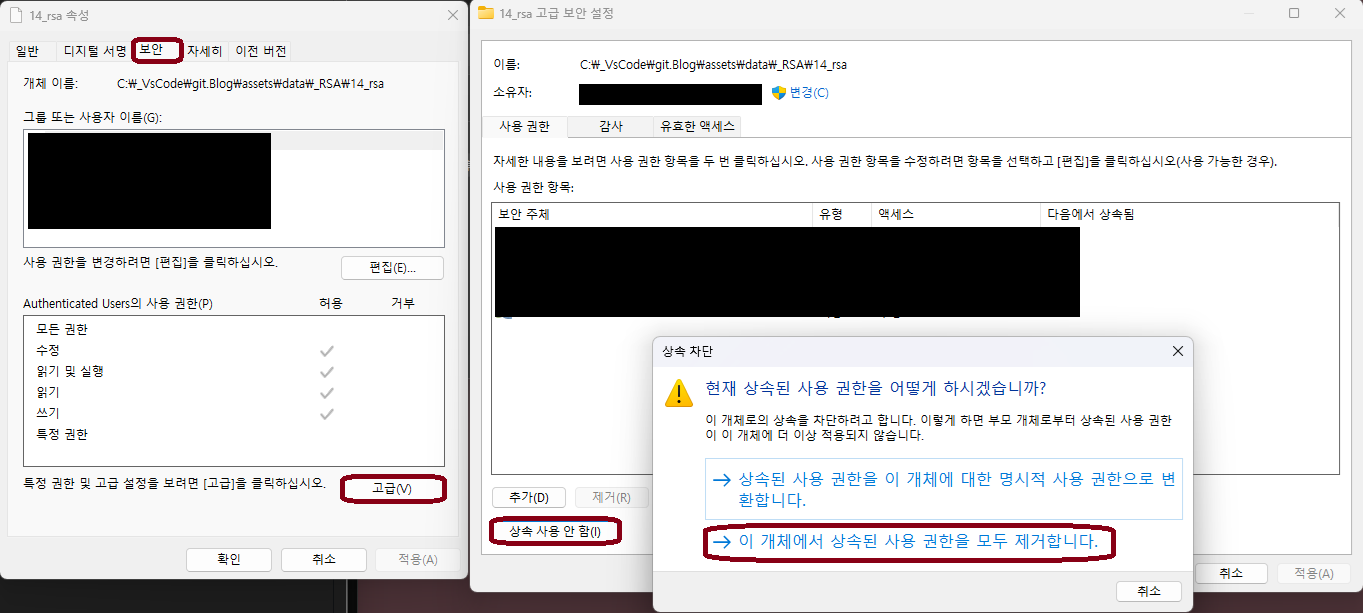 14_rsa 속성
일반 디지털 서명 보안 자세히 이전 버전
개체 이름: C:\_VsCode\git.Blog\assets\data\_RSA\14_rsa
그룹 또는 사용자 이름(G):
사용 권한을 변경하려면 [편집]을 클릭하십시오.
편집(E)...
Authenticated Users의 사용 권한(P) 허용 거부
모든 권한
수정
읽기 및 실행
읽기
쓰기
특정 권한
특정 권한 및 고급 설정을 보려면 [고급]을 클릭하십시오.
고급(V)
확인 취소 적용(A)
14_rsa 고급 보안 설정
이름: C:\_VsCode\git.Blog\assets\data\_RSA\14_rsa
소유자: 변경(C)
사용 권한 감사 유효한 액세스
자세한 내용을 보려면 사용 권한 항목을 두 번 클릭하십시오. 사용 권한 항목을 수정하려면 항목을 선택하고 [편집]을 클릭하십시오(사용 가능한 경우).
사용 권한 항목:
보안 주체 유형 액세스 다음에서 상속됨
추가(D) 제거(R)
상속 사용 안 함(I)
취소 적용(A)
상속 차단
현재 상속된 사용 권한을 어떻게 하시겠습니까?
이 개체로의 상속을 차단하려고 합니다. 이렇게 하면 부모 개체로부터 상속된 사용 권한
이 이 개체에 더 이상 적용되지 않습니다.
상속된 사용 권한을 이 개체에 대한 명시적 사용 권한으로 변
환합니다.
이 개체에서 상속된 사용 권한을 모두 제거합니다.
취소